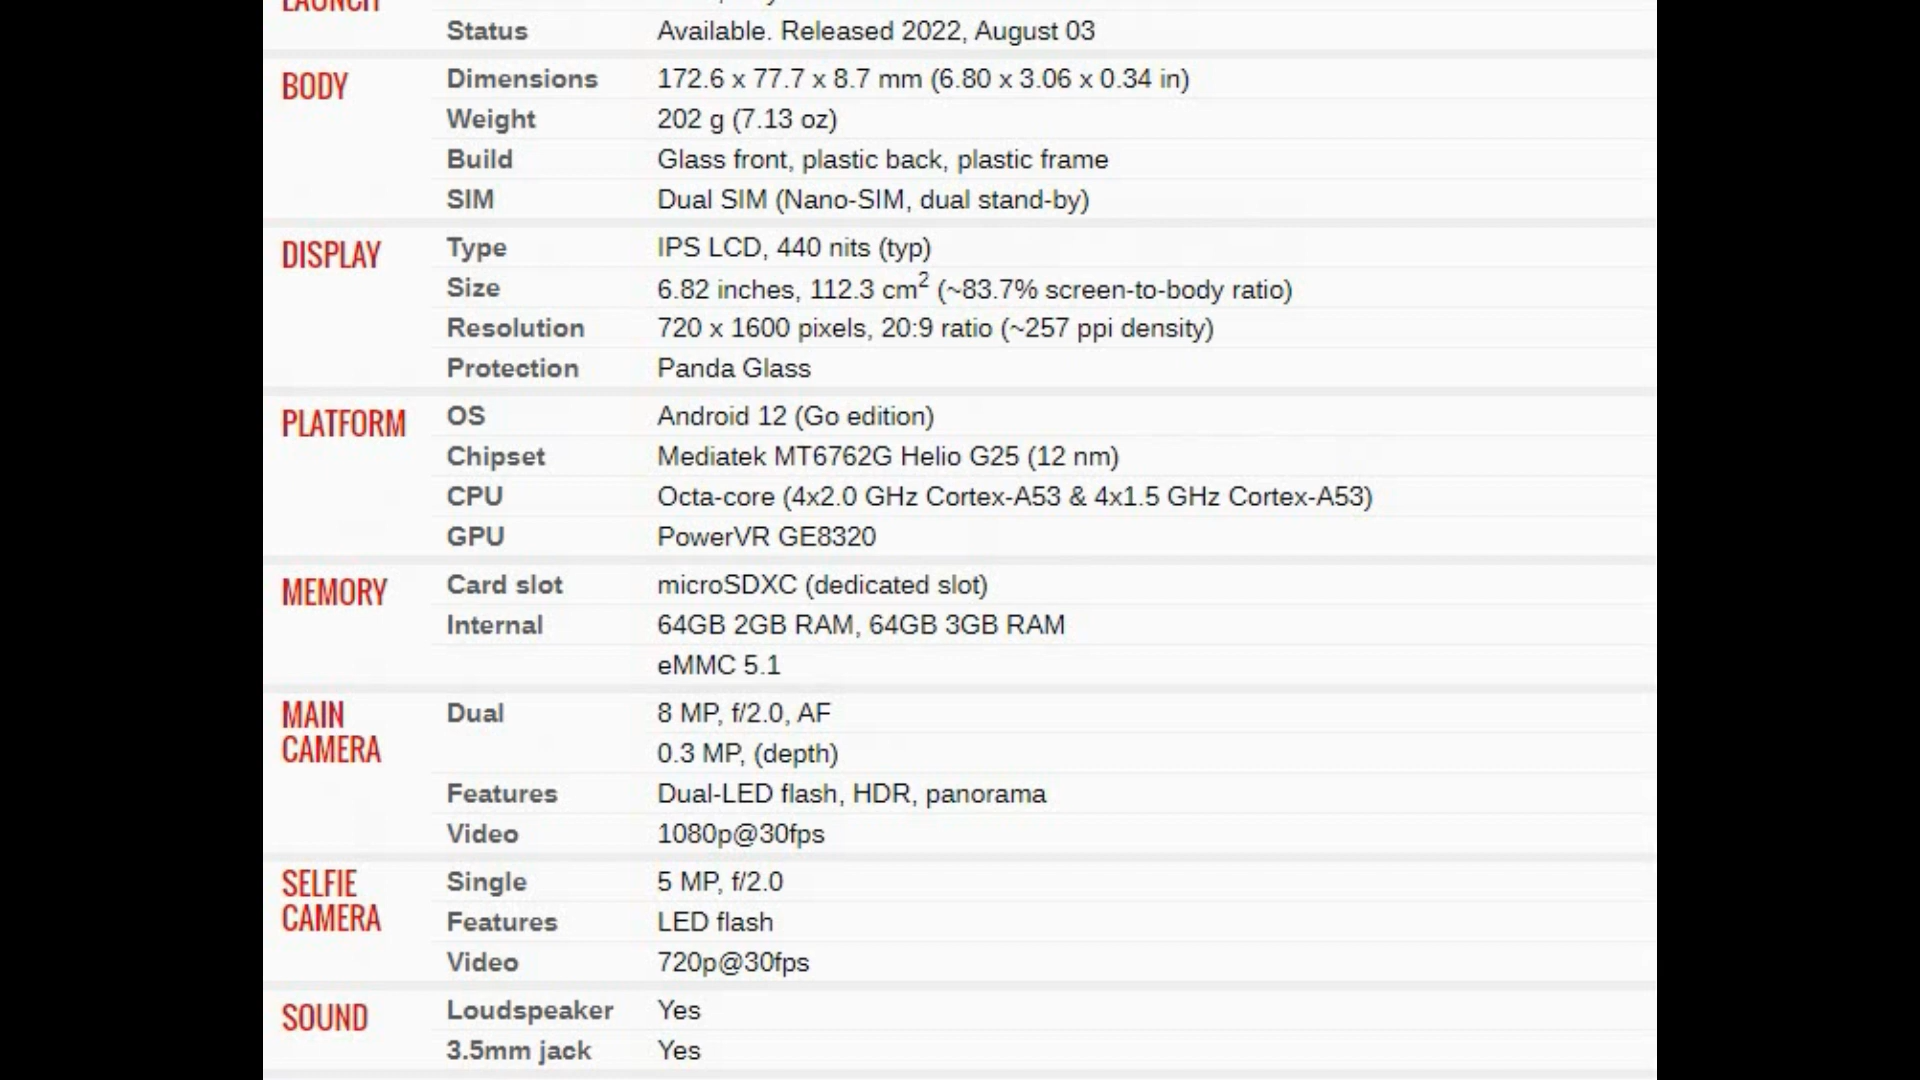 LAUNCH
Status Available. Released 2022, August 03
BODY Dimensions 172.6 x 77.7 x 8.7 mm (6.80 x 3.06 x 0.34 in)
Weight 202 g (7.13 oz)
Build Glass front, plastic back, plastic frame
SIM Dual SIM (Nano-SIM, dual stand-by)
DISPLAY Type IPS LCD, 440 nits (typ)
Size 6.82 inches, 112.3 cm² (~83.7% screen-to-body ratio)
Resolution 720 x 1600 pixels, 20:9 ratio (~257 ppi density)
Protection Panda Glass
PLATFORM OS Android 12 (Go edition)
Chipset Mediatek MT6762G Helio G25 (12 nm)
CPU Octa-core (4x2.0 GHz Cortex-A53 & 4x1.5 GHz Cortex-A53)
GPU PowerVR GE8320
MEMORY Card slot microSDXC (dedicated slot)
Internal 64GB 2GB RAM, 64GB 3GB RAM
eMMC 5.1
MAIN CAMERA Dual 8 MP, f/2.0, AF
0.3 MP, (depth)
Features Dual-LED flash, HDR, panorama
Video 1080p@30fps
SELFIE CAMERA Single 5 MP, f/2.0
Features LED flash
Video 720p@30fps
SOUND Loudspeaker Yes
3.5mm jack Yes